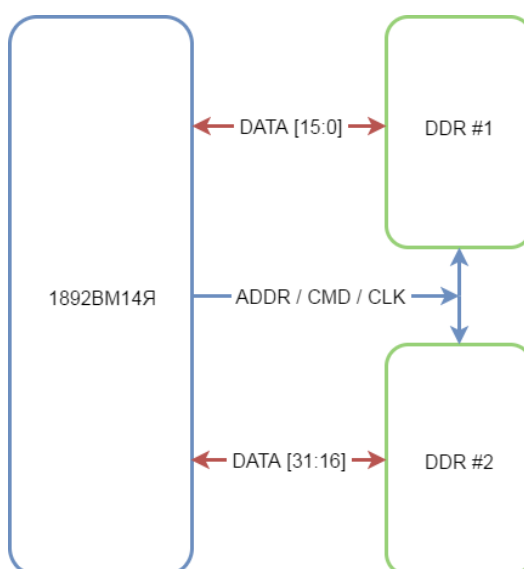 DDR #1
DATA [15:0]
1892ВМ14Я
ADDR / CMD / CLK
DATA [31:16]
DDR #2